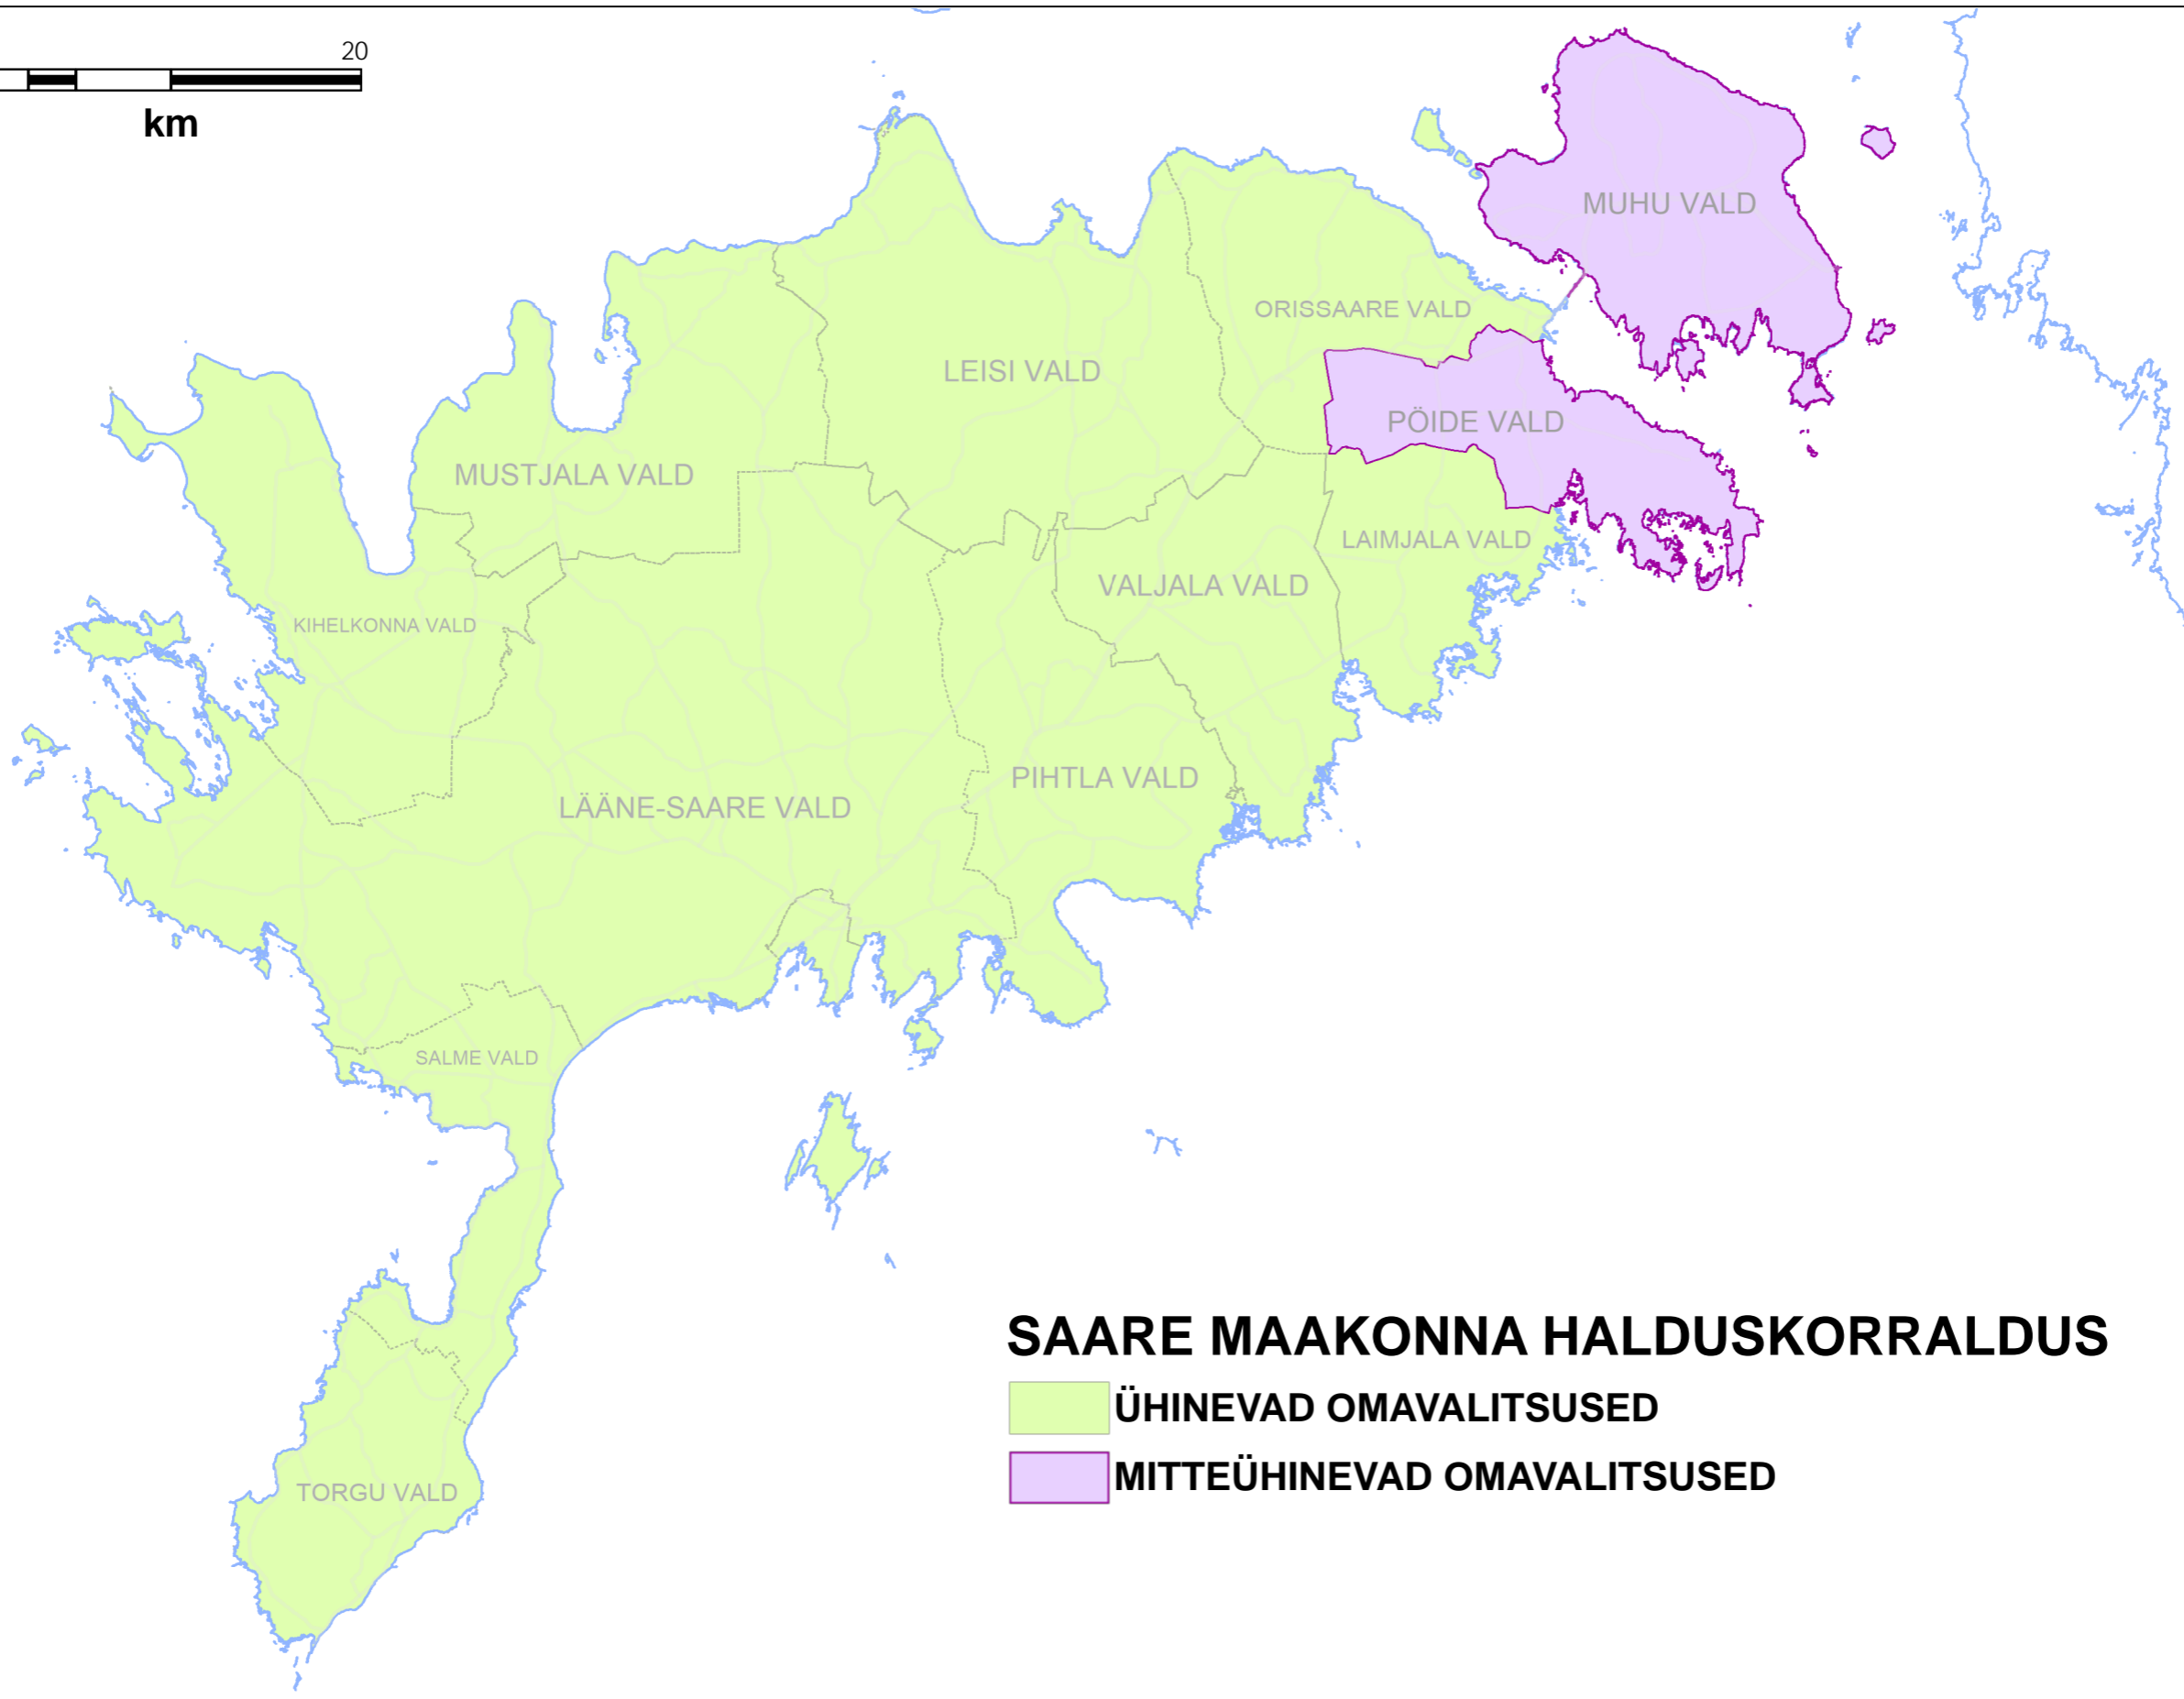 20
km
MUHU VALD
ORISSAARE VALD
LEISI VALD
PÖIDE VALD
MUSTJALA VALD
LAIMJALA VALD
VALJALA VALD
KIHELKONNA VALD
PIHTLA VALD
LÄÄNE-SAARE VALD
SALME VALD
TORGU VALD
SAARE MAAKONNA HALDUSKORRALDUS
ÜHINEVAD OMAVALITSUSED
MITTEÜHINEVAD OMAVALITSUSED